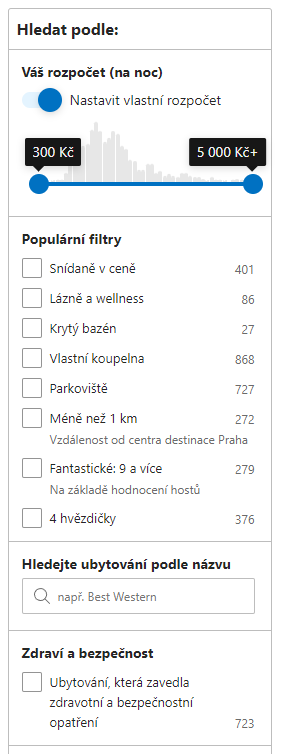 Hledat podle:
Váš rozpočet (na noc)
Nastavit vlastní rozpočet
300 Kč
5 000 Kč+
Populární filtry
Snídaně v ceně 401
Lázně a wellness 86
Krytý bazén 27
Vlastní koupelna 868
Parkoviště 727
Méně než 1 km 272
Vzdálenost od centra destinace Praha
Fantastické: 9 a více 279
Na základě hodnocení hostů
4 hvězdičky 376
Hledejte ubytování podle názvu
např. Best Western
Zdraví a bezpečnost
Ubytování, která zavedla
zdravotní a bezpečnostní
opatření 723